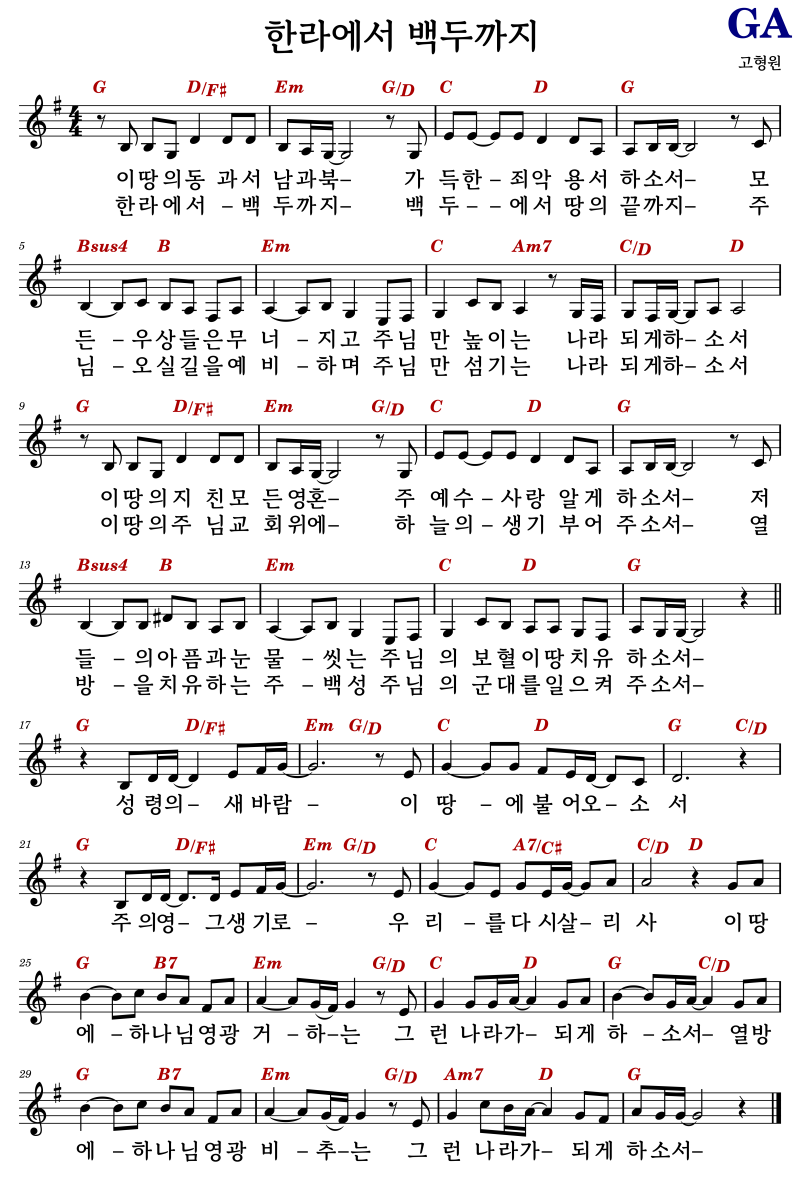 한라에서 백두까지
GA
고형원
G D/F♯ Em G/D C D G
4/4
이 땅 의 동 과 서 남 과 북– 가 득 한 – 죄 악 용 서 하 소 서– 모
한 라 에 서 – 백 두 까 지– 백 두 – – 에 서 땅 의 끝 까 지– 주
5 Bsus4 B Em C Am7 C/D D
든 – 우 상 들 은 무 너 – 지 고 주 님 만 높 이 는 나 라 되 게 하– 소 서
님 – 오 실 길 을 예 비 – 하 며 주 님 만 섬 기 는 나 라 되 게 하– 소 서
9 G D/F♯ Em G/D C D G
이 땅 의 지 친 모 든 영 혼– 주 예 수 – 사 랑 알 게 하 소 서– 저
이 땅 의 주 님 교 회 위 에– 하 늘 의 – 생 기 부 어 주 소 서– 열
13 Bsus4 B Em C D G
들 – 의 아 픔 과 눈 물 – 씻 는 주 님 의 보 혈 이 땅 치 유 하 소 서–
방 – 을 치 유 하 는 주 – 백 성 주 님 의 군 대 를 일 으 켜 주 소 서–
17 G D/F♯ Em G/D C D G C/D
성 령 의– 새 바 람– – 이 땅 – 에 불 어 오– 소 서
21 G D/F♯ Em G/D C A7/C♯ C/D D
주 의 영– 그 생 기 로– – 우 리 – 를 다 시 살– 리 사 이 땅
25 G B7 Em G/D C D G C/D
에 – 하 나 님 영 광 거 – 하– 는 그 런 나 라 가– 되 게 하 – 소 서– 열 방
29 G B7 Em G/D Am7 D G
에 – 하 나 님 영 광 비 – 추– 는 그 런 나 라 가– 되 게 하 소 서–